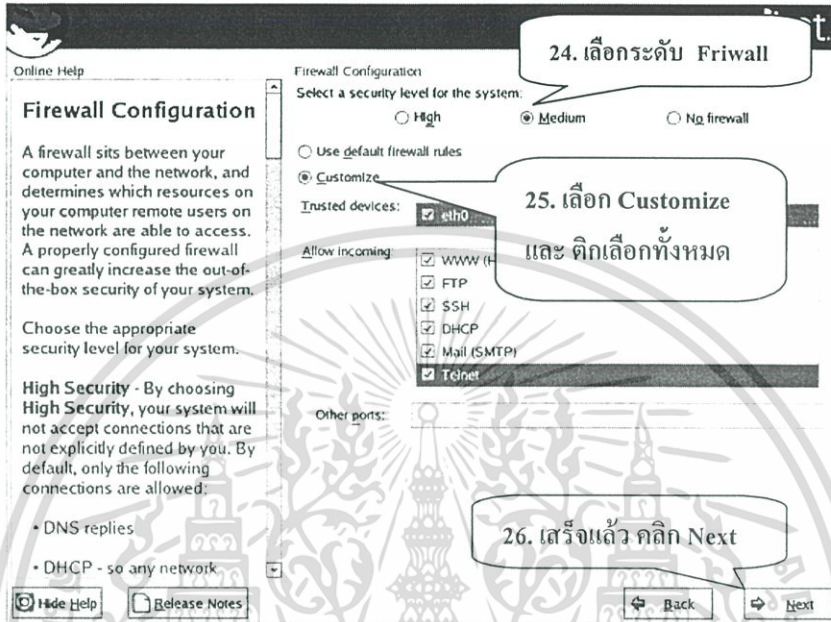 24. เลือกระดับ Friwall
Online Help
Firewall Configuration
A firewall sits between your
computer and the network, and
determines which resources on
your computer remote users on
the network are able to access.
A properly configured firewall
can greatly increase the out-of-
the-box security of your system.
Choose the appropriate
security level for your system.
High Security - By choosing
High Security, your system will
not accept connections that are
not explicitly defined by you. By
default, only the following
connections are allowed:
• DNS replies
• DHCP - so any network
Firewall Configuration
Select a security level for the system:
High
Medium
No firewall
Use default firewall rules
Customize
25. เลือก Customize
และ ติกเลือกทั้งหมด
Trusted devices:
eth0
Allow incoming:
WWW (H
FTP
SSH
DHCP
Mail (SMTP)
Telnet
Other ports:
26. เสร็จแล้ว คลิก Next
Hide Help
Release Notes
Back
Next